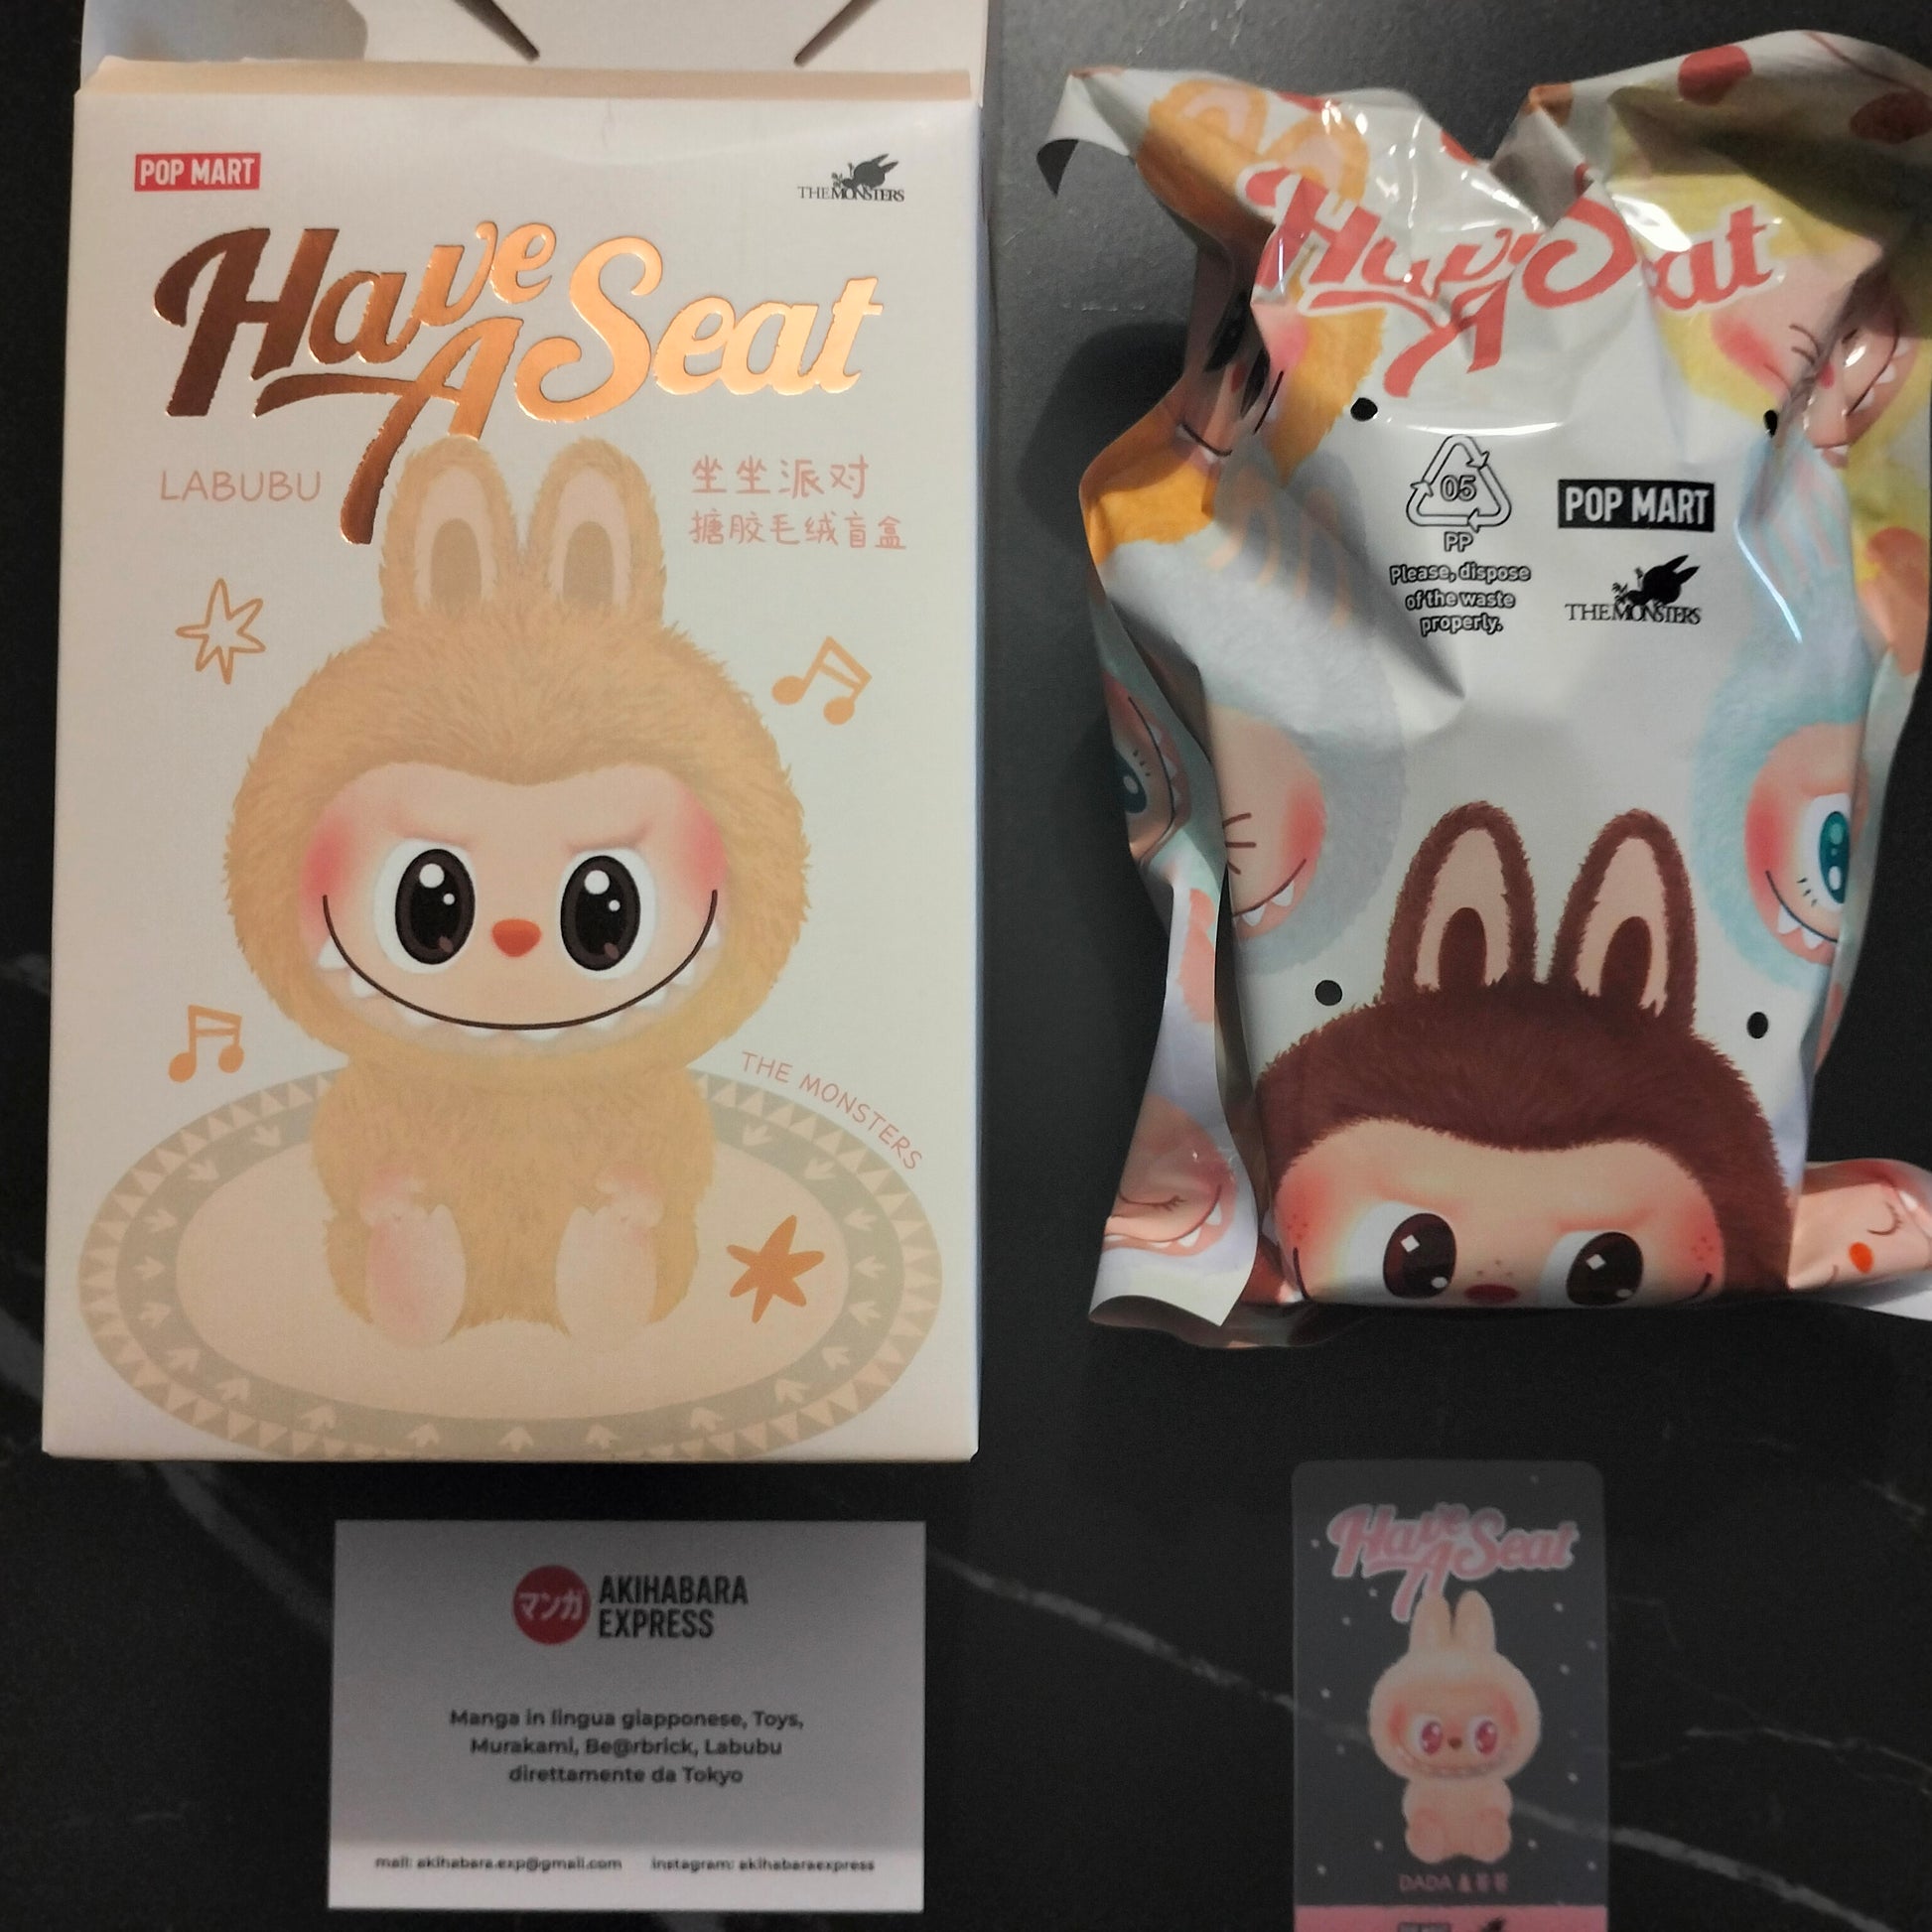 POP MART
THE MONSTERS
Have A Seat
LABUBU
坐坐派对
搪胶毛绒盲盒
THE MONSTERS
Have A Seat
05
PP
Please, dispose
of the waste
properly.
POP MART
THE MONSTERS
マンガ
AKIHABARA
EXPRESS
Manga in lingua giapponese, Toys,
Murakami, Be@rbrick, Labubu
direttamente da Tokyo
mail: akihabara.exp@gmail.com instagram: akihabaraexpress
Have A Seat
DADA
POP MART